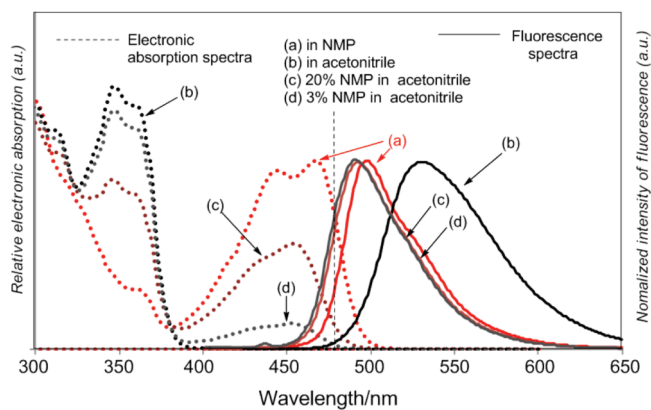 Electronic
absorption spectra
(a) in NMP
(b) in acetonitrile
(c) 20% NMP in acetonitrile
(d) 3% NMP in acetonitrile
Fluorescence
spectra
(b)
(a)
(b)
(c)
(c)
(d)
(d)
Relative electronic absorption (a.u.)
Nomalized intensity of fluorescence (a.u.)
300 350 400 450 500 550 600 650
Wavelength/nm